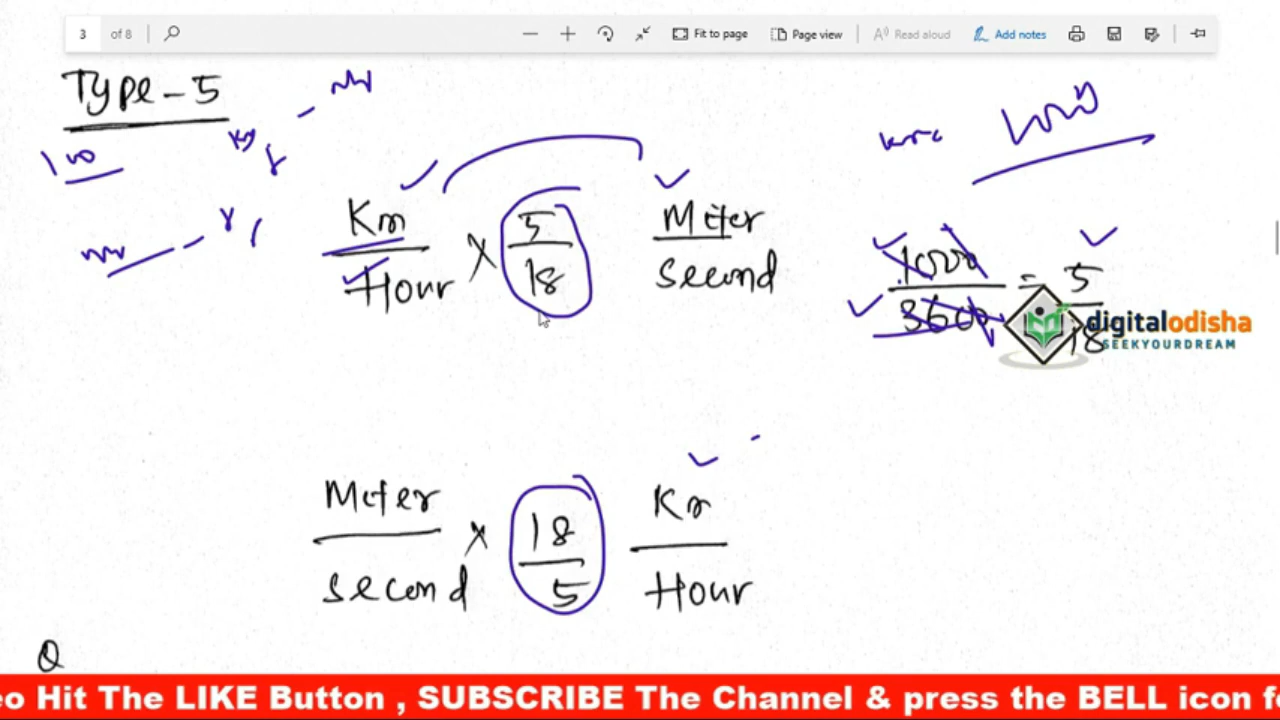 3 of 8 Fit to page Page view Read aloud Add notes
Type-5
Km
Hour
×
5
18
Meter
second
1000
3600
=
5
18
digitalodisha
SEEKYOURDREAM
Meter
second
×
18
5
Km
Hour
Q
eo Hit The LIKE Button , SUBSCRIBE The Channel & press the BELL icon fo